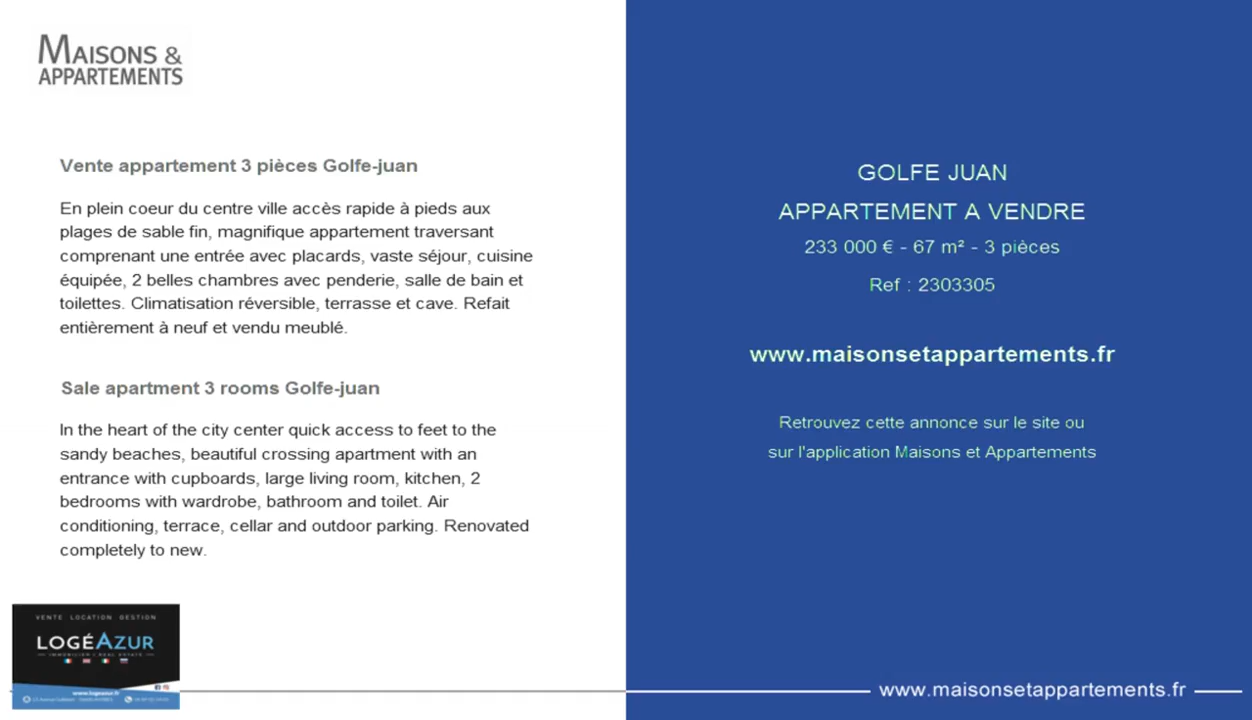 MAISONS &
APPARTEMENTS
Vente appartement 3 pièces Golfe-juan
En plein coeur du centre ville accès rapide à pieds aux
plages de sable fin, magnifique appartement traversant
comprenant une entrée avec placards, vaste séjour, cuisine
équipée, 2 belles chambres avec penderie, salle de bain et
toilettes. Climatisation réversible, terrasse et cave. Refait
entièrement à neuf et vendu meublé.
Sale apartment 3 rooms Golfe-juan
In the heart of the city center quick access to feet to the
sandy beaches, beautiful crossing apartment with an
entrance with cupboards, large living room, kitchen, 2
bedrooms with wardrobe, bathroom and toilet. Air
conditioning, terrace, cellar and outdoor parking. Renovated
completely to new.
VENTE LOCATION GESTION
LOGÉAZUR
IMMOBILIER | REAL ESTATE
www.logeazur.fr
GOLFE JUAN
APPARTEMENT A VENDRE
233 000 € - 67 m² - 3 pièces
Ref : 2303305
www.maisonsetappartements.fr
Retrouvez cette annonce sur le site ou
sur l'application Maisons et Appartements
www.maisonsetappartements.fr